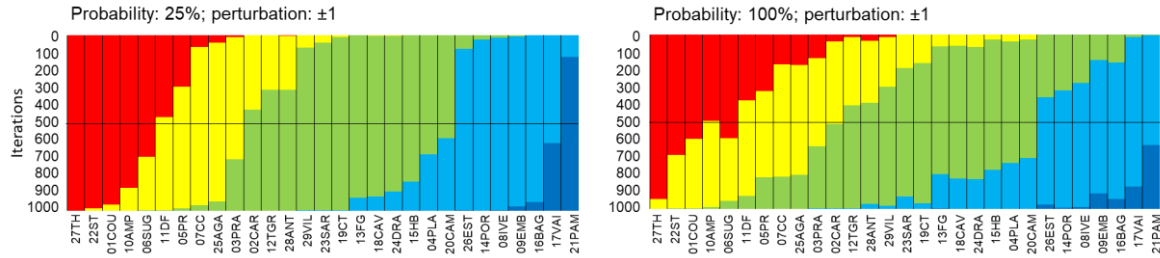 Probability: 25%; perturbation: ±1
Iterations
0
100
200
300
400
500
600
700
800
900
1000
27TH
22ST
01COU
10AMP
06SUG
11DF
05PR
07CC
25AGA
03PRA
02CAR
12TGR
28ANT
29VIL
23SAR
19CT
13FG
18CAV
24DRA
15HB
04PLA
20CAM
26EST
14POR
08IVE
09EMB
16BAG
17VAI
21PAM
Probability: 100%; perturbation: ±1
0
100
200
300
400
500
600
700
800
900
1000
27TH
22ST
01COU
10AMP
06SUG
11DF
05PR
07CC
25AGA
03PRA
02CAR
12TGR
28ANT
29VIL
23SAR
19CT
13FG
18CAV
24DRA
15HB
04PLA
20CAM
26EST
14POR
08IVE
09EMB
16BAG
17VAI
21PAM